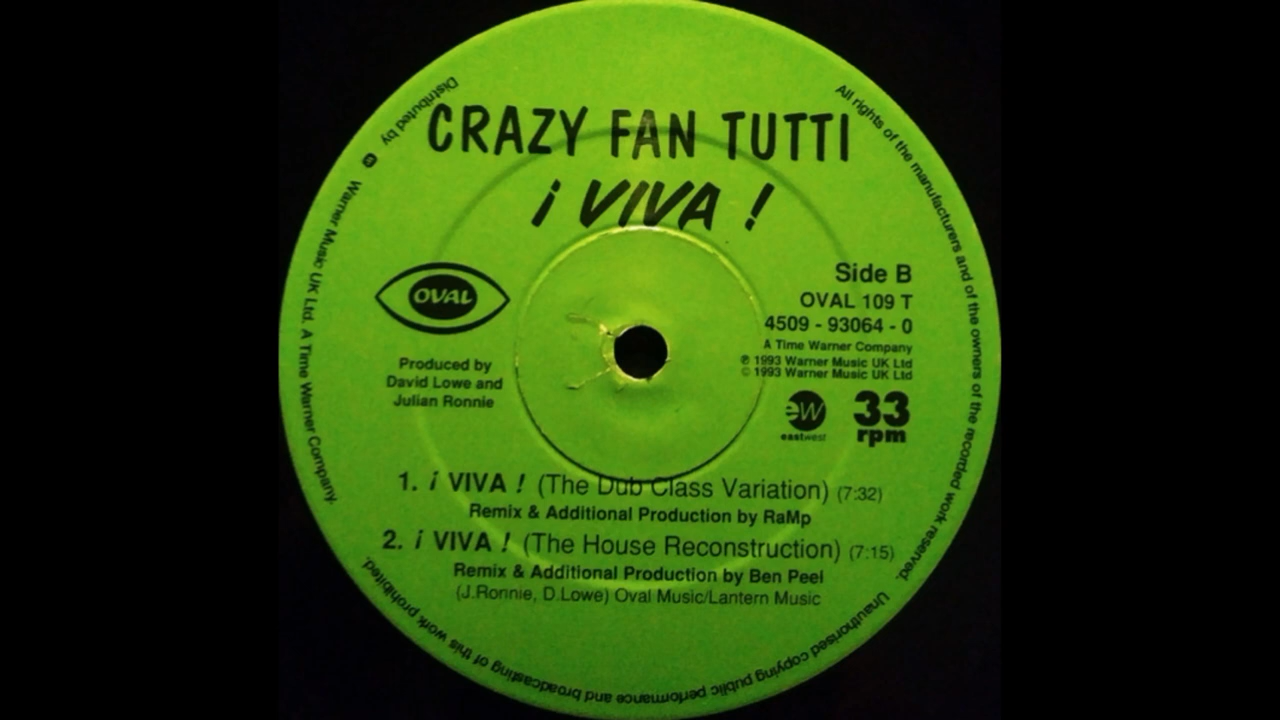 CRAZY FAN TUTTI
¡ VIVA !
OVAL
Produced by
David Lowe and
Julian Ronnie
Side B
OVAL 109 T
4509 - 93064 - 0
A Time Warner Company
℗ 1993 Warner Music UK Ltd
© 1993 Warner Music UK Ltd
ew
eastwest
33
rpm
1. ¡ VIVA ! (The Dub Class Variation) (7:32)
Remix & Additional Production by RaMp
2. ¡ VIVA ! (The House Reconstruction) (7:15)
Remix & Additional Production by Ben Peel
(J.Ronnie, D.Lowe) Oval Music/Lantern Music
All rights of the manufacturers and of the owners of the recorded work reserved. Unauthorised copying public performance and broadcasting of this work prohibited.
Distributed by Warner Music UK Ltd. A Time Warner Company.